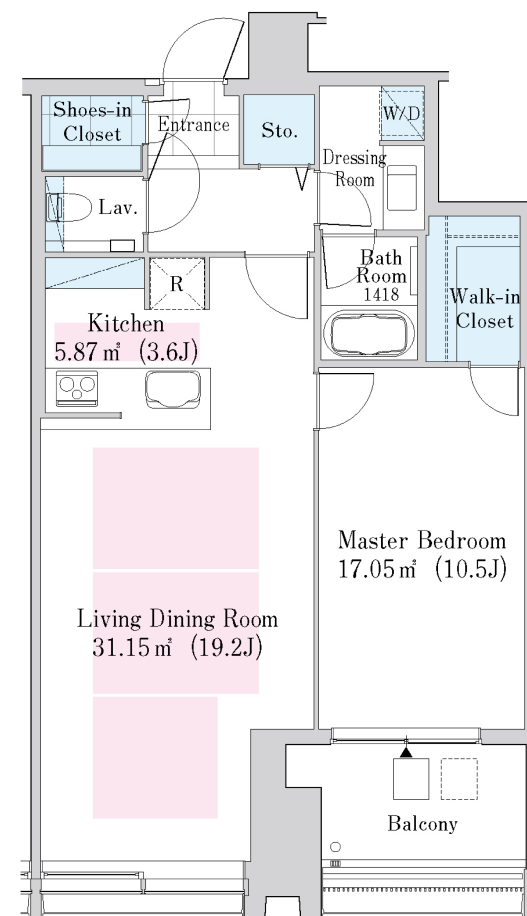 Shoes-in
Closet
Entrance
Sto.
W/D
Dressing
Room
Lav.
Bath
Room
1418
Walk-in
Closet
R
Kitchen
5.87㎡ (3.6J)
Master Bedroom
17.05㎡ (10.5J)
Living Dining Room
31.15㎡ (19.2J)
Balcony